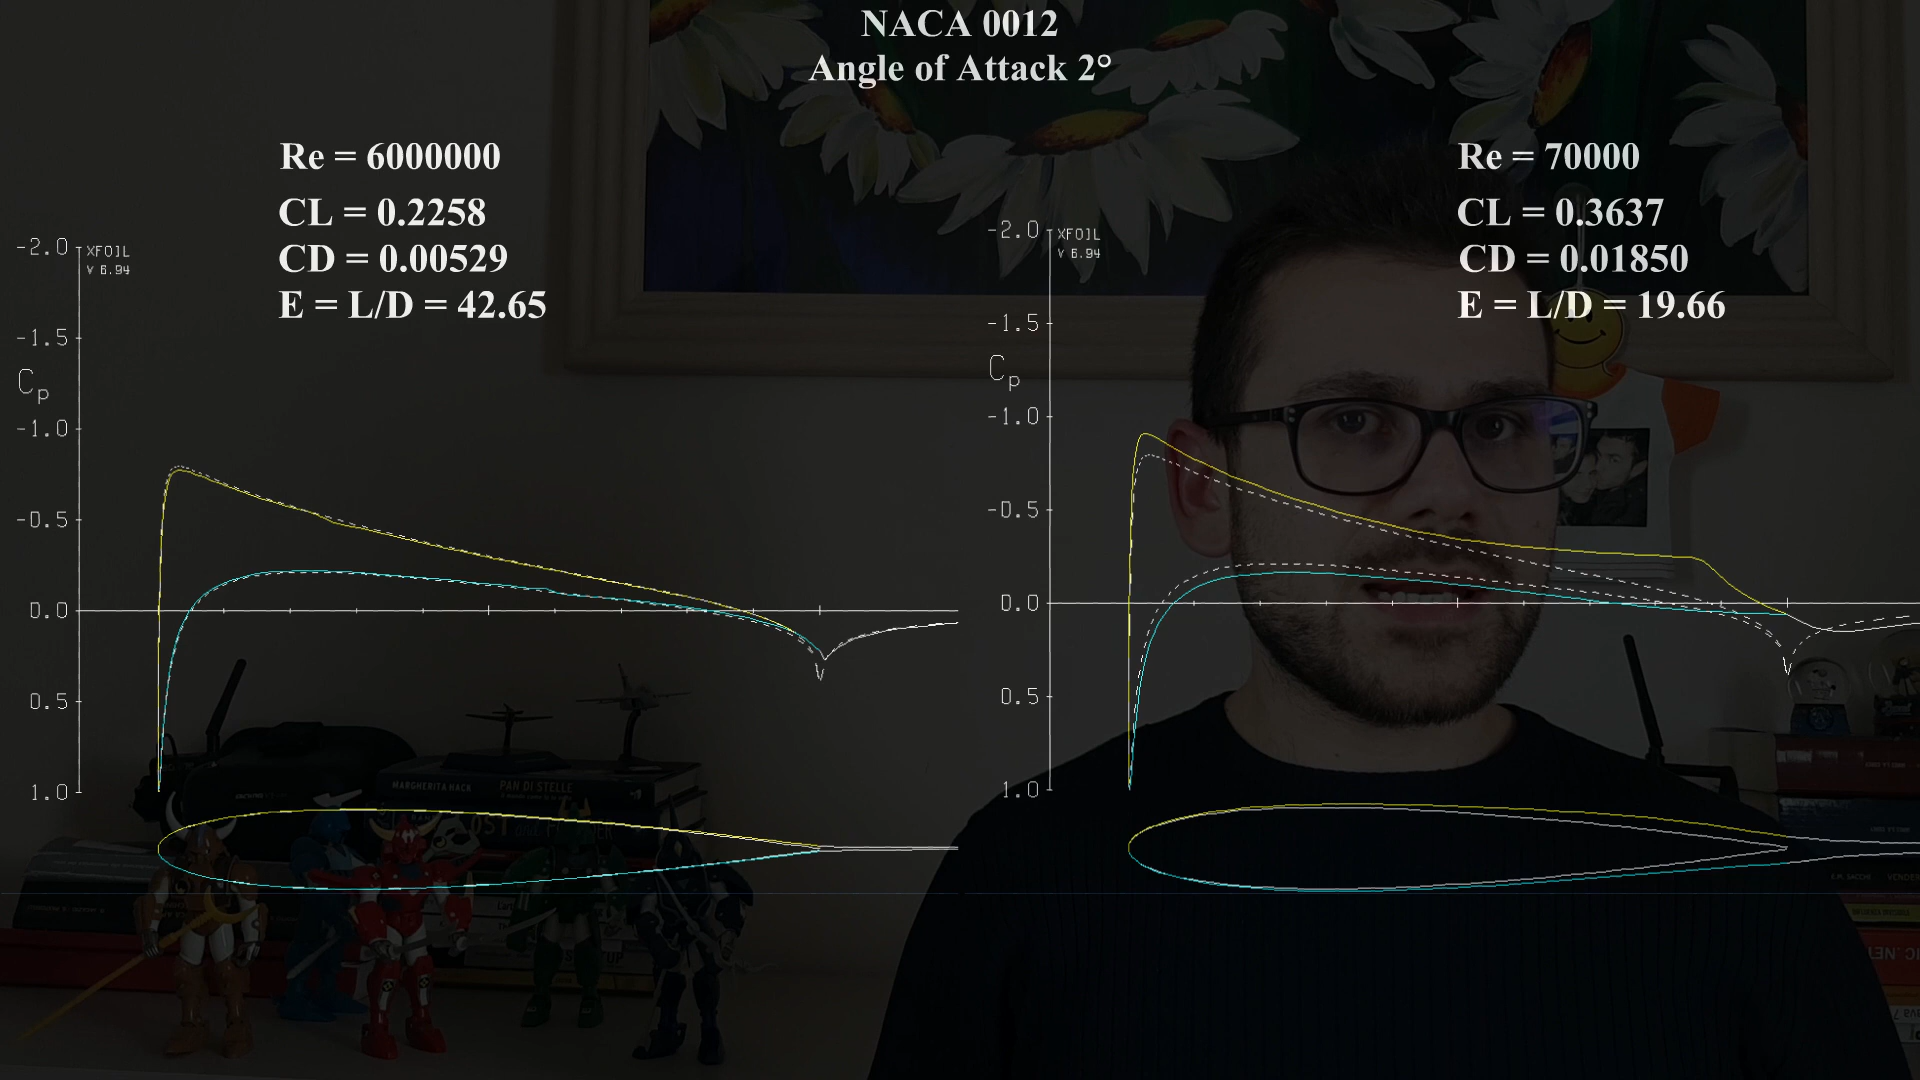 NACA 0012
Angle of Attack 2°
Re = 6000000
CL = 0.2258
CD = 0.00529
E = L/D = 42.65
-2.0
XFOIL
V 6.94
-1.5
Cp
-1.0
-0.5
0.0
0.5
1.0
Re = 70000
CL = 0.3637
CD = 0.01850
E = L/D = 19.66
-2.0
XFOIL
V 6.94
-1.5
Cp
-1.0
-0.5
0.0
0.5
1.0
MARGHERITA HACK
PAN DI STELLE